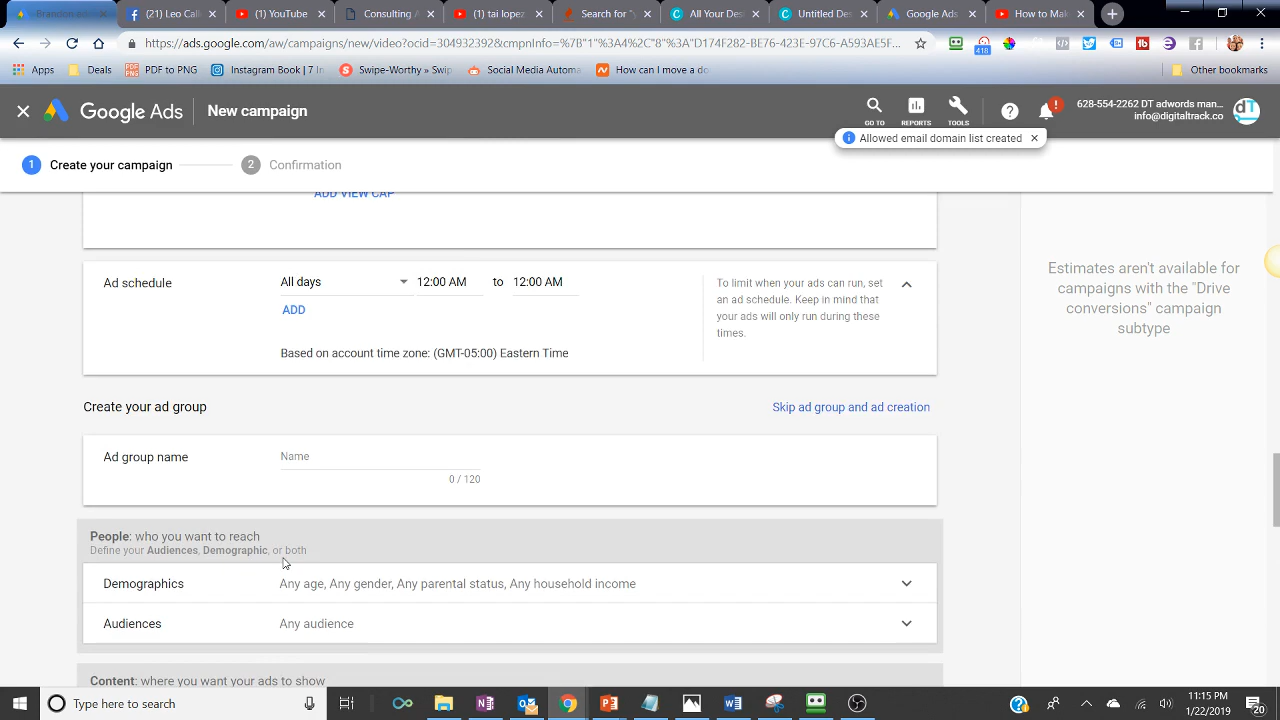 Brandon ca
(21) Leo Call
(1) YouTube
Consulting A
(1) tai lopez
Search for "y
All Your Des
Untitled Des
Google Ads
How to Mak
https://ads.google.com/aw/campaigns/new/video?ocid=304932392&cmpnInfo=%7B"1"%3A4%2C"8"%3A"D174F282-BE76-423E-97C6-A593AE5F...
418
Apps
Deals
PDF to PNG
Instagram Book | 7 In
Swipe-Worthy » Swip
Social Media Automa
How can I move a do
Other bookmarks
Google Ads
New campaign
GO TO
REPORTS
TOOLS
628-554-2262 DT adwords man...
info@digitaltrack.co
dT
Allowed email domain list created
1 Create your campaign
2 Confirmation
ADD VIEW CAP
Ad schedule
All days
12:00 AM to 12:00 AM
ADD
Based on account time zone: (GMT-05:00) Eastern Time
To limit when your ads can run, set
an ad schedule. Keep in mind that
your ads will only run during these
times.
Estimates aren't available for
campaigns with the "Drive
conversions" campaign
subtype
Create your ad group
Skip ad group and ad creation
Ad group name
Name
0 / 120
People: who you want to reach
Define your Audiences, Demographic, or both
Demographics
Any age, Any gender, Any parental status, Any household income
Audiences
Any audience
Content: where you want your ads to show
Type here to search
11:15 PM
1/22/2019
20